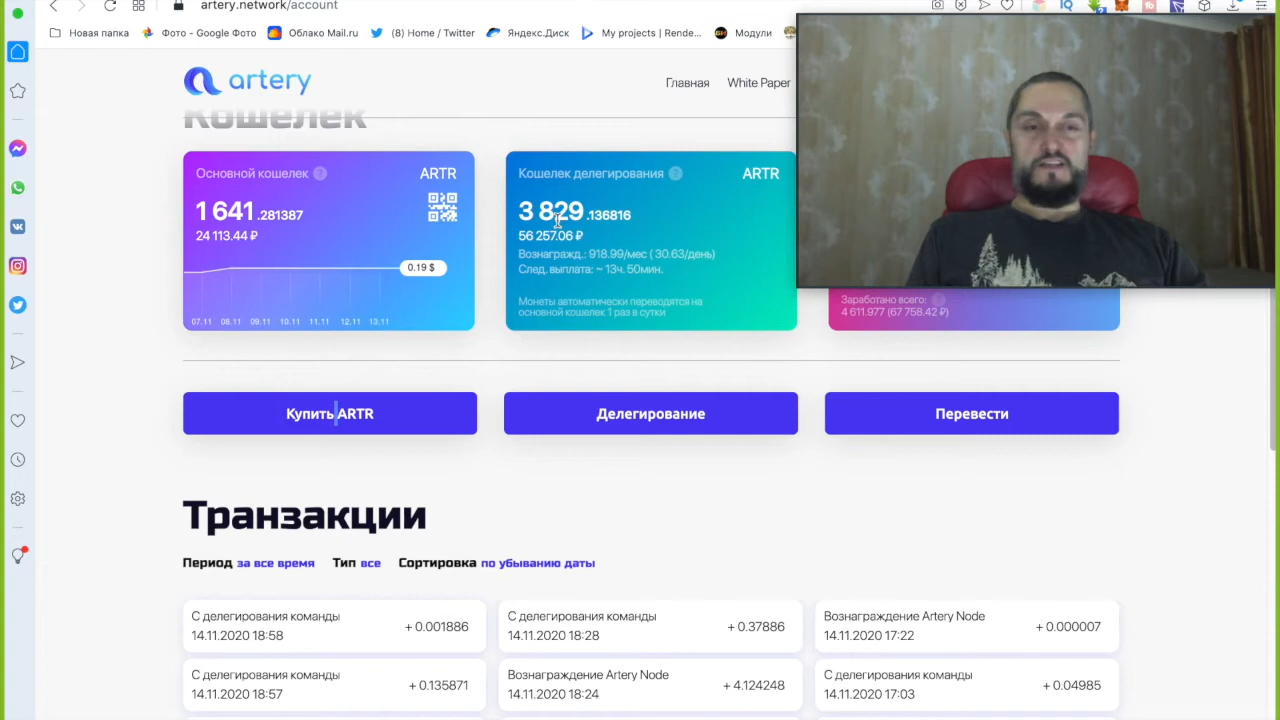 artery.network/account
Новая папка
Фото - Google Фото
Облако Mail.ru
(8) Home / Twitter
Яндекс.Диск
My projects | Rende...
Модули
artery
Главная
White Paper
Кошелек
Основной кошелек ?
ARTR
1 641.281387
24 113.44 ₽
0.19 $
07.11 08.11 09.11 10.11 11.11 12.11 13.11
Кошелек делегирования ?
ARTR
3 829.136816
56 257.06 ₽
Вознагражд.: 918.99/мес ( 30.63/день)
След. выплата: ~ 13ч. 50мин.
Монеты автоматически переводятся на
основной кошелек 1 раз в сутки
Заработано всего: ?
4 611.977 (67 758.42 ₽)
Купить ARTR
Делегирование
Перевести
Транзакции
Период за все время Тип все Сортировка по убыванию даты
С делегирования команды
14.11.2020 18:58
+ 0.001886
С делегирования команды
14.11.2020 18:28
+ 0.37886
Вознаграждение Artery Node
14.11.2020 17:22
+ 0.000007
С делегирования команды
14.11.2020 18:57
+ 0.135871
Вознаграждение Artery Node
14.11.2020 18:24
+ 4.124248
С делегирования команды
14.11.2020 17:03
+ 0.04985